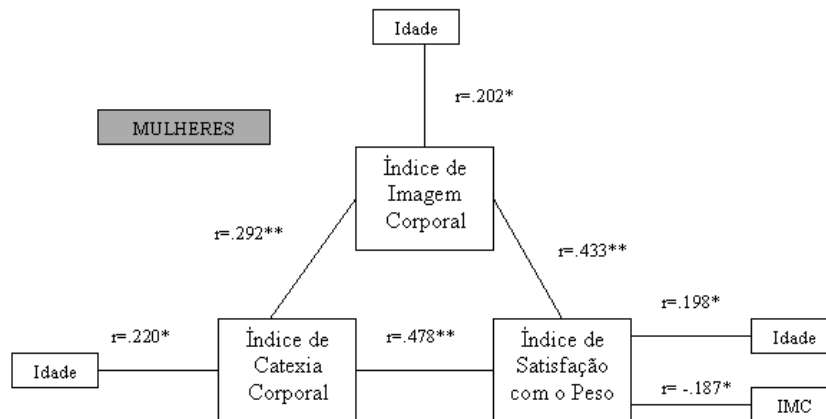 Idade
r=.202*
MULHERES
Índice de
Imagem
Corporal
r=.292**
r=.433**
r=.198*
r=.220*
Índice de
Catexia
Corporal
r=.478**
Índice de
Satisfação
com o Peso
Idade
Idade
r= -.187*
IMC